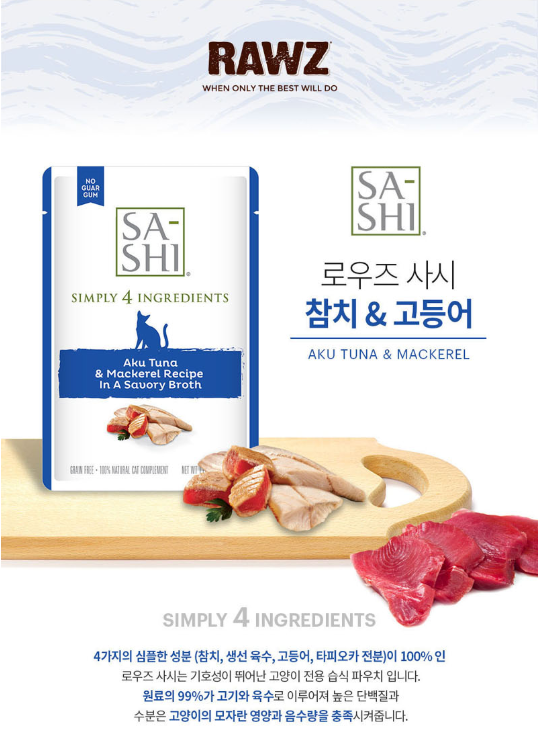 RAWZ
WHEN ONLY THE BEST WILL DO
NO
GUAR
GUM
SA-
SHI
SIMPLY 4 INGREDIENTS
Aku Tuna
& Mackerel Recipe
In A Savory Broth
GRAIN FREE • 100% NATURAL CAT COMPLEMENT NET WT
SA-
SHI
로우즈 사시
참치 & 고등어
AKU TUNA & MACKEREL
SIMPLY 4 INGREDIENTS
4가지의 심플한 성분 (참치, 생선 육수, 고등어, 타피오카 전분)이 100% 인
로우즈 사시는 기호성이 뛰어난 고양이 전용 습식 파우치 입니다.
원료의 99%가 고기와 육수로 이루어져 높은 단백질과
수분은 고양이의 모자란 영양과 음수량을 충족시켜줍니다.